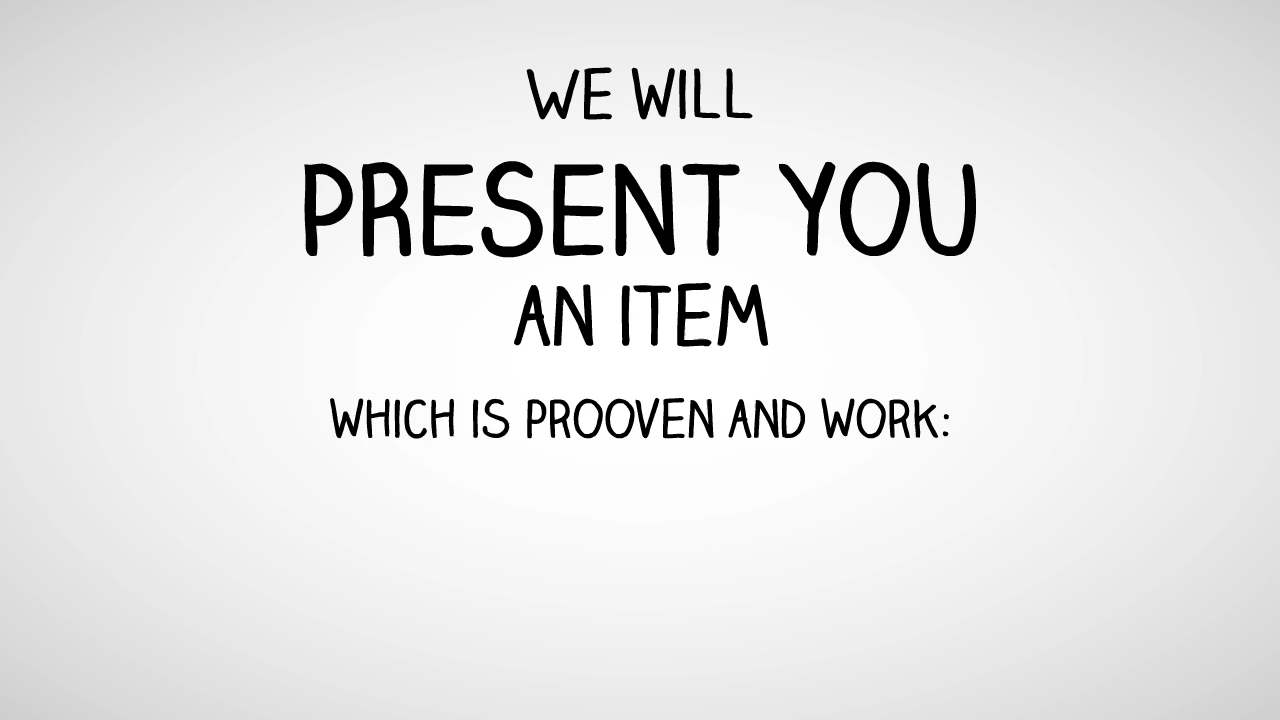 WE WILL
PRESENT YOU
AN ITEM
WHICH IS PROOVEN AND WORK: